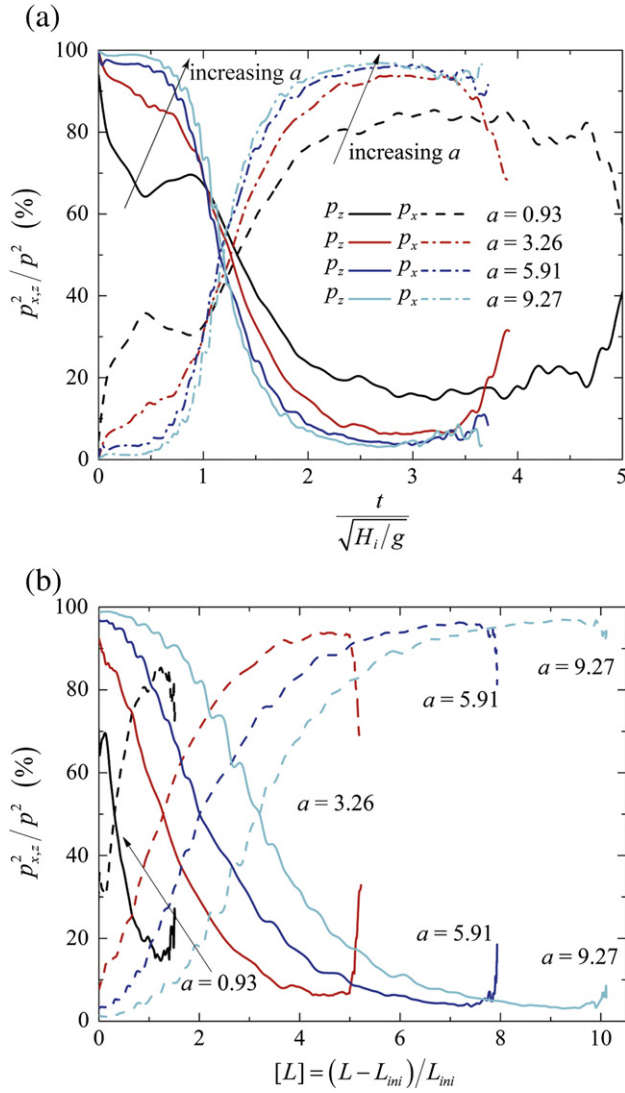 (a)
100
80
60
40
20
0
p²x,z / p² (%)
increasing a
increasing a
pz px a = 0.93
pz px a = 3.26
pz px a = 5.91
pz px a = 9.27
0 1 2 3 4 5
t
√Hi/g
(b)
100
80
60
40
20
0
p²x,z / p² (%)
a = 9.27
a = 5.91
a = 3.26
a = 5.91
a = 9.27
a = 0.93
0 2 4 6 8 10
[L] = (L − Lini)/Lini